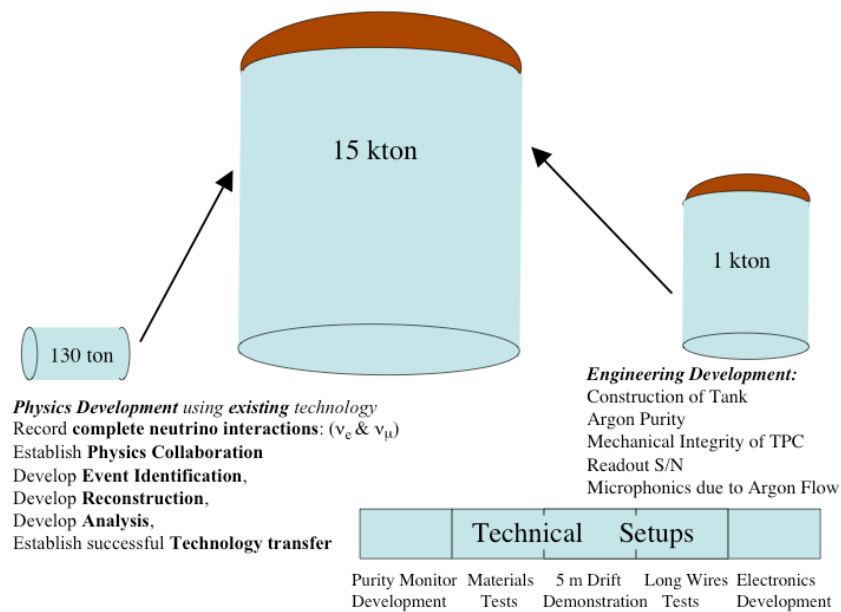 15 kton
1 kton
130 ton
Physics Development using existing technology
Record complete neutrino interactions: (νe & νμ)
Establish Physics Collaboration
Develop Event Identification,
Develop Reconstruction,
Develop Analysis,
Establish successful Technology transfer
Engineering Development:
Construction of Tank
Argon Purity
Mechanical Integrity of TPC
Readout S/N
Microphonics due to Argon Flow
Technical Setups
Purity Monitor
Development
Materials
Tests
5 m Drift
Demonstration
Long Wires
Tests
Electronics
Development